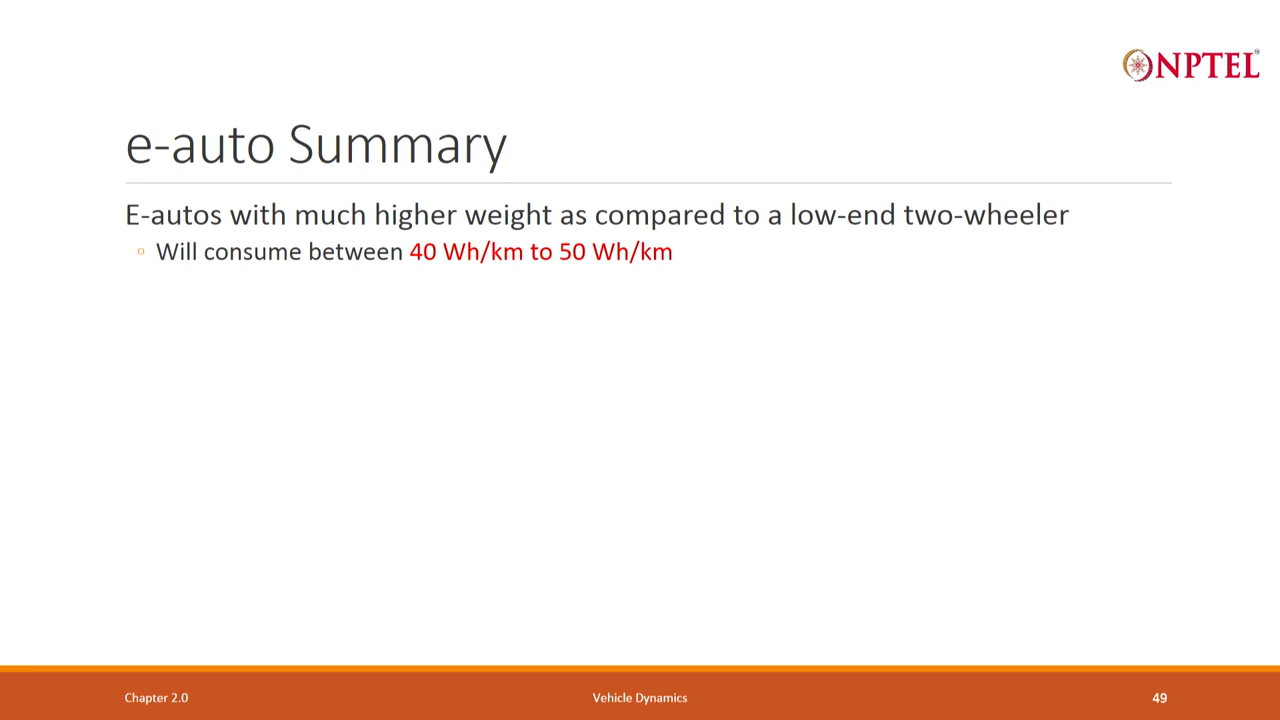 NPTEL
e-auto Summary
E-autos with much higher weight as compared to a low-end two-wheeler
Will consume between 40 Wh/km to 50 Wh/km
Chapter 2.0
Vehicle Dynamics
49